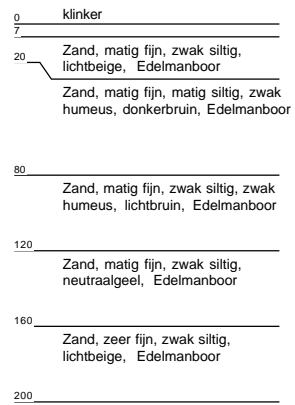 0 klinker
7
Zand, matig fijn, zwak siltig,
20 lichtbeige, Edelmanboor
Zand, matig fijn, matig siltig, zwak
humeus, donkerbruin, Edelmanboor
80
Zand, matig fijn, zwak siltig, zwak
humeus, lichtbruin, Edelmanboor
120
Zand, matig fijn, zwak siltig,
neutraalgeel, Edelmanboor
160
Zand, zeer fijn, zwak siltig,
lichtbeige, Edelmanboor
200